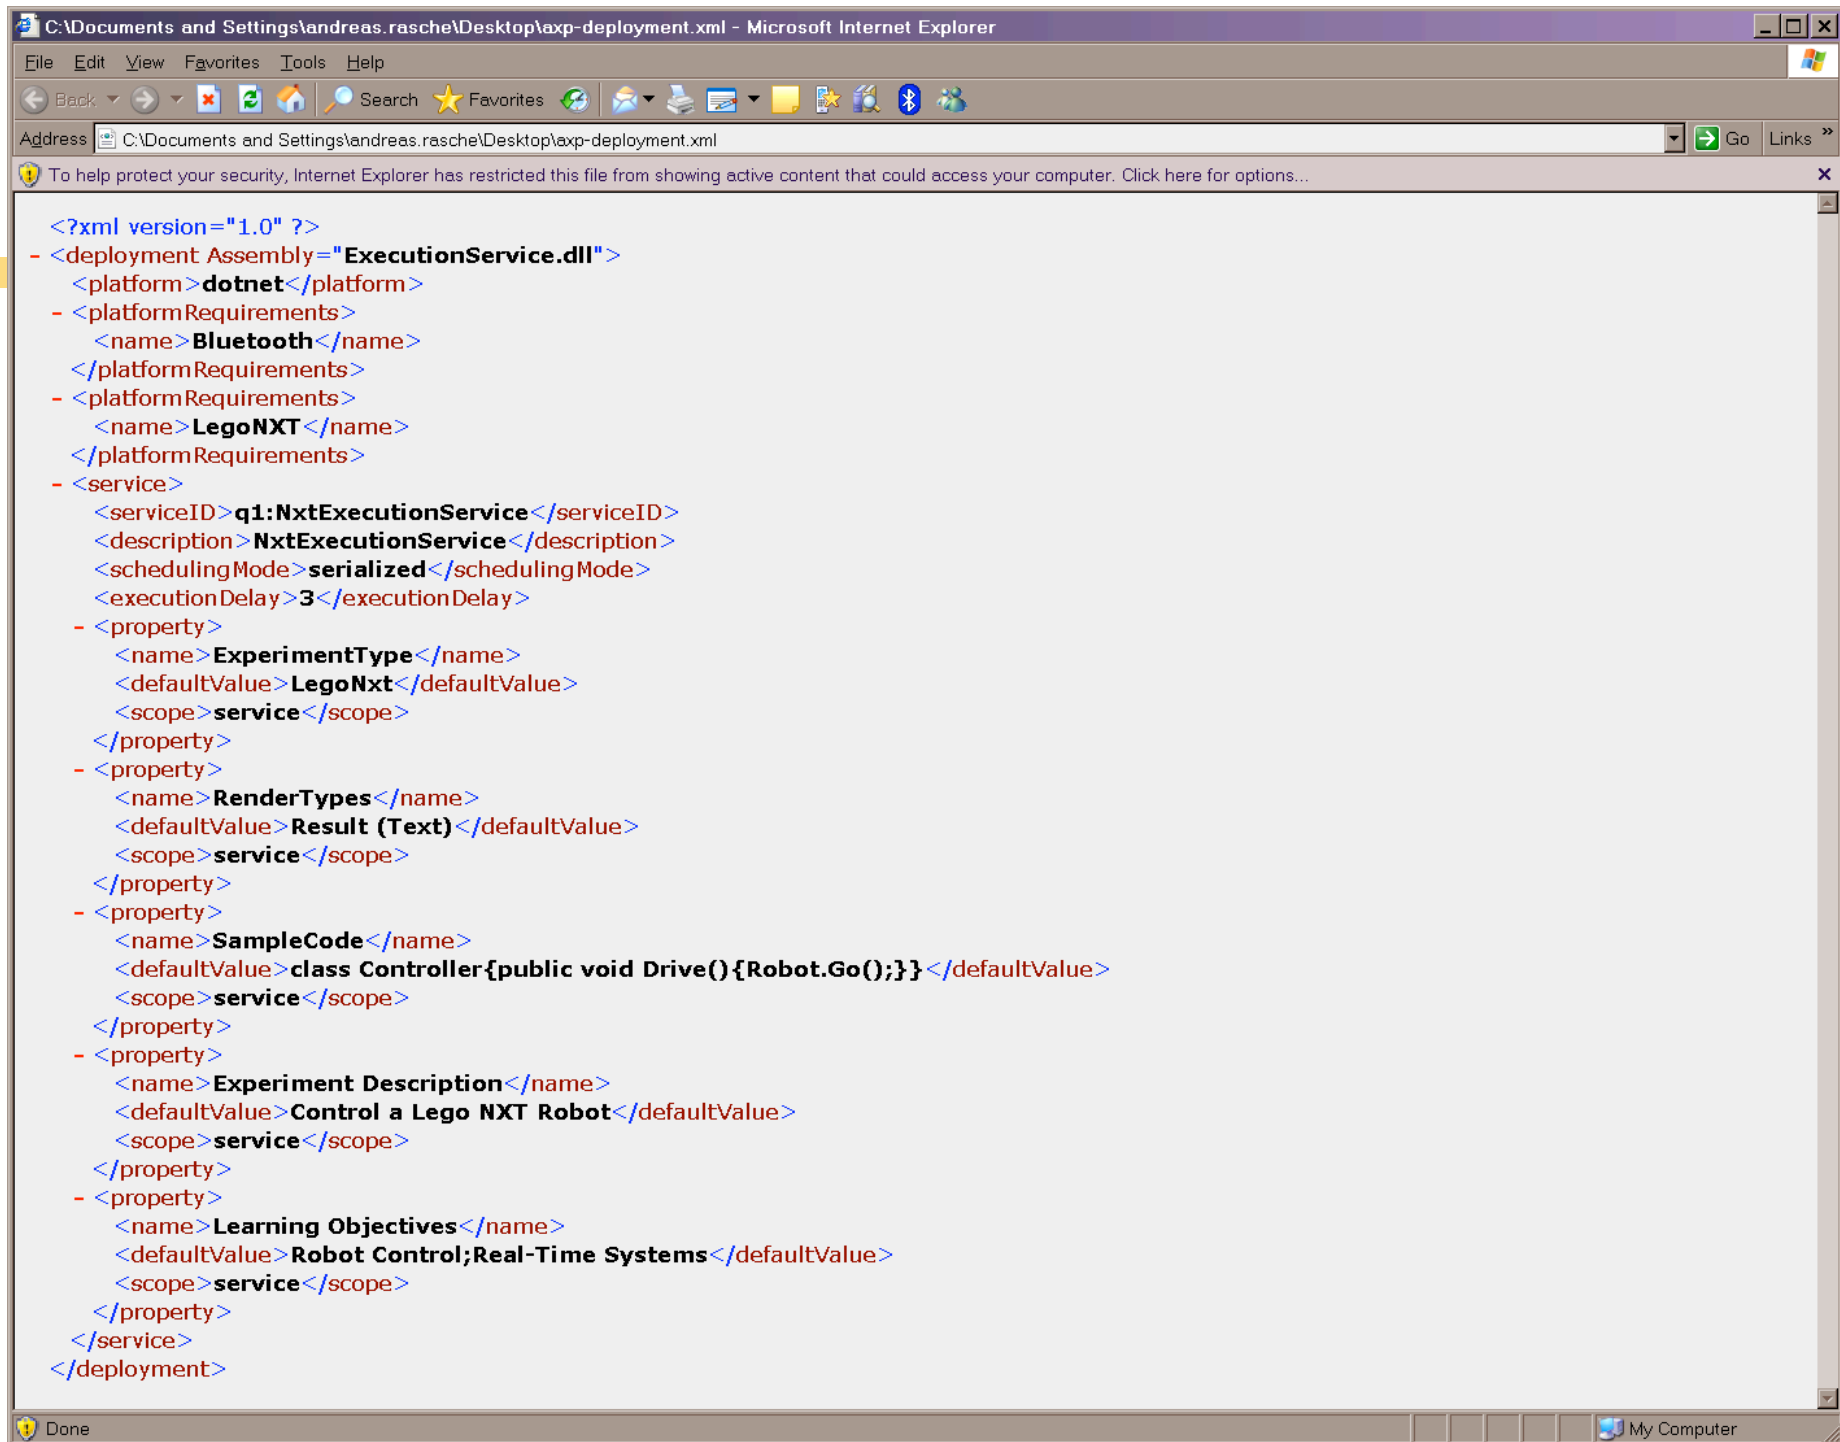 C:\Documents and Settings\andreas.rasche\Desktop\axp-deployment.xml - Microsoft Internet Explorer
File Edit View Favorites Tools Help
Back Search Favorites
Address C:\Documents and Settings\andreas.rasche\Desktop\axp-deployment.xml Go Links »
To help protect your security, Internet Explorer has restricted this file from showing active content that could access your computer. Click here for options...
<?xml version="1.0" ?>
- <deployment Assembly="ExecutionService.dll">
<platform>dotnet</platform>
- <platformRequirements>
<name>Bluetooth</name>
</platformRequirements>
- <platformRequirements>
<name>LegoNXT</name>
</platformRequirements>
- <service>
<serviceID>q1:NxtExecutionService</serviceID>
<description>NxtExecutionService</description>
<schedulingMode>serialized</schedulingMode>
<executionDelay>3</executionDelay>
- <property>
<name>ExperimentType</name>
<defaultValue>LegoNxt</defaultValue>
<scope>service</scope>
</property>
- <property>
<name>RenderTypes</name>
<defaultValue>Result (Text)</defaultValue>
<scope>service</scope>
</property>
- <property>
<name>SampleCode</name>
<defaultValue>class Controller{public void Drive(){Robot.Go();}}</defaultValue>
<scope>service</scope>
</property>
- <property>
<name>Experiment Description</name>
<defaultValue>Control a Lego NXT Robot</defaultValue>
<scope>service</scope>
</property>
- <property>
<name>Learning Objectives</name>
<defaultValue>Robot Control;Real-Time Systems</defaultValue>
<scope>service</scope>
</property>
</service>
</deployment>
Done My Computer